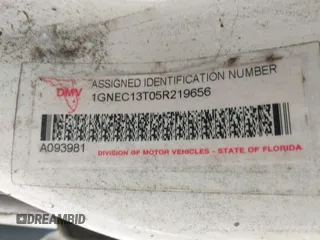 DMV
ASSIGNED IDENTIFICATION NUMBER
1GNEC13T05R219656
A093981
DIVISION OF MOTOR VEHICLES - STATE OF FLORIDA
DREAMBID